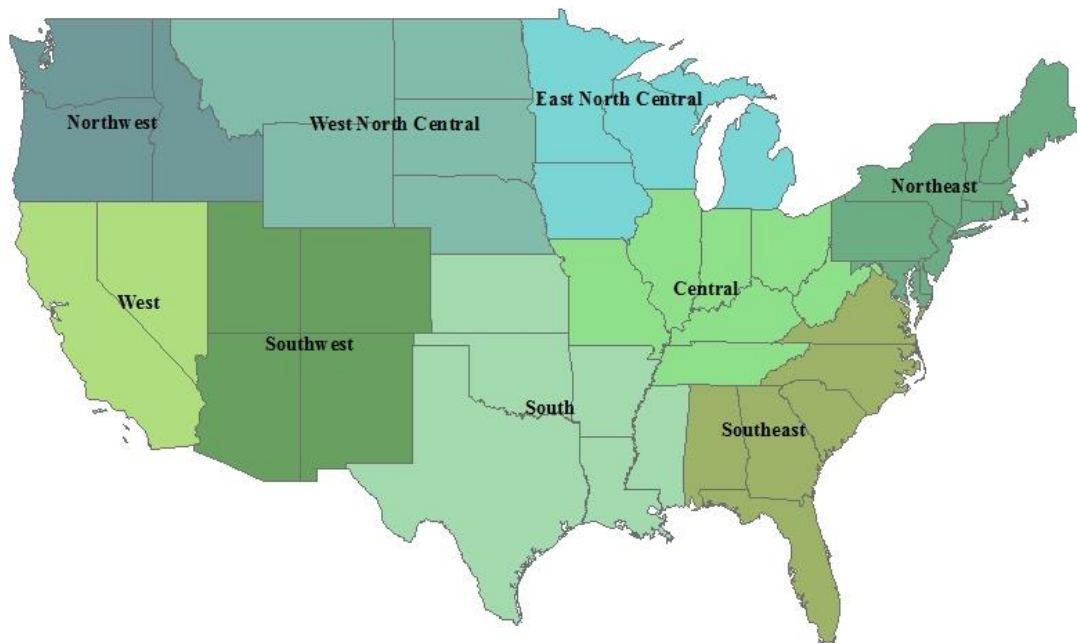 East North Central
Northwest
West North Central
Northeast
Central
West
Southwest
South
Southeast